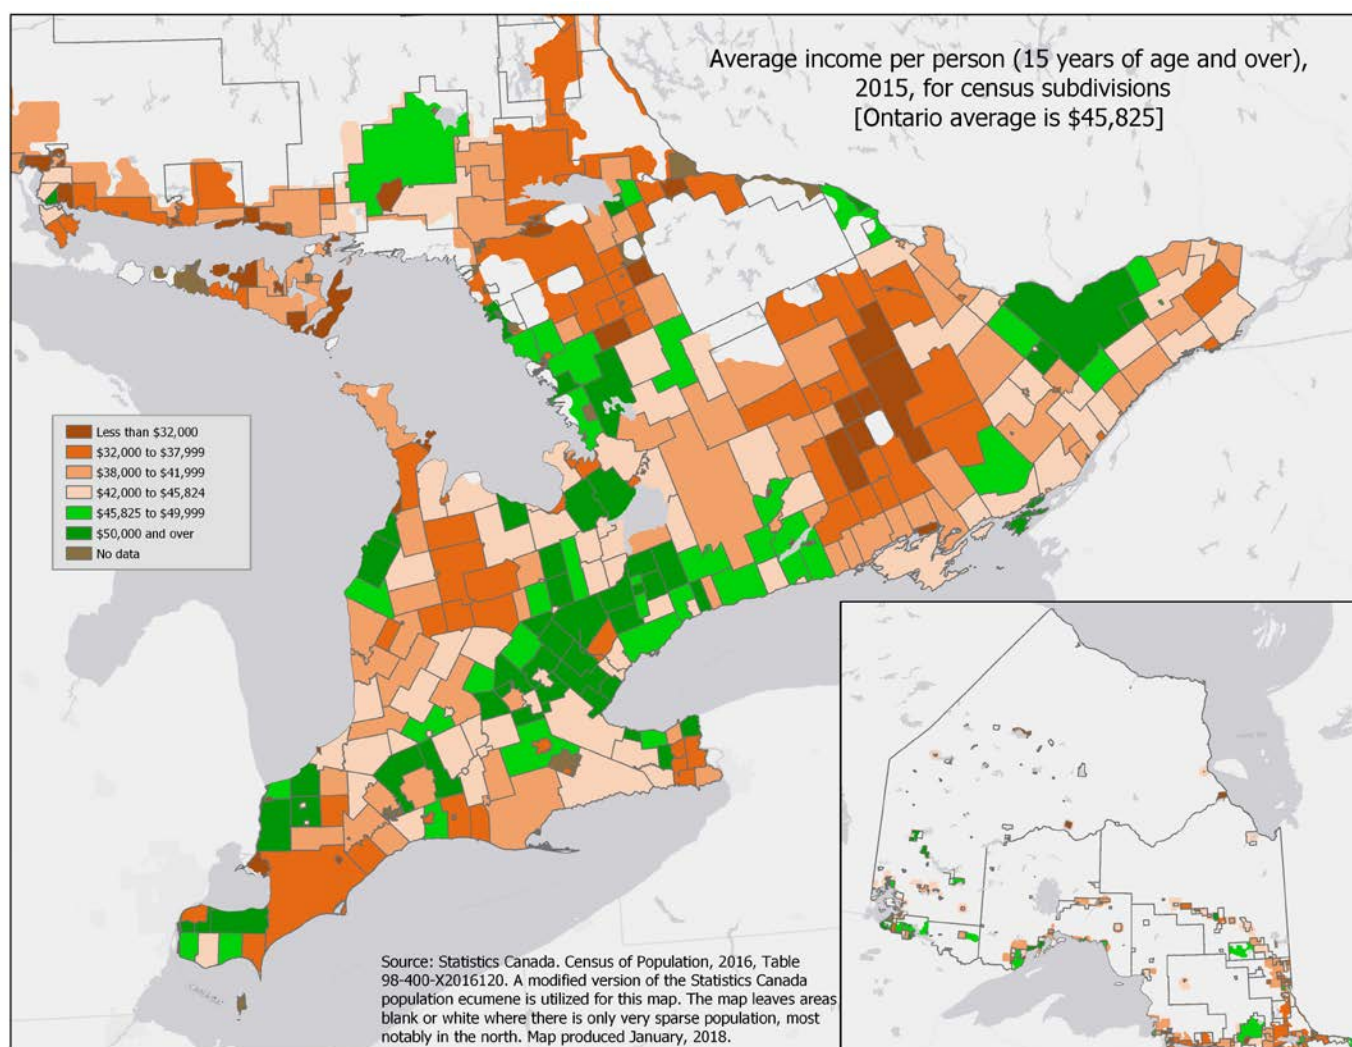 Average income per person (15 years of age and over),
2015, for census subdivisions
[Ontario average is $45,825]
Less than $32,000
$32,000 to $37,999
$38,000 to $41,999
$42,000 to $45,824
$45,825 to $49,999
$50,000 and over
No data
Source: Statistics Canada. Census of Population, 2016, Table
98-400-X2016120. A modified version of the Statistics Canada
population ecumene is utilized for this map. The map leaves areas
blank or white where there is only very sparse population, most
notably in the north. Map produced January, 2018.